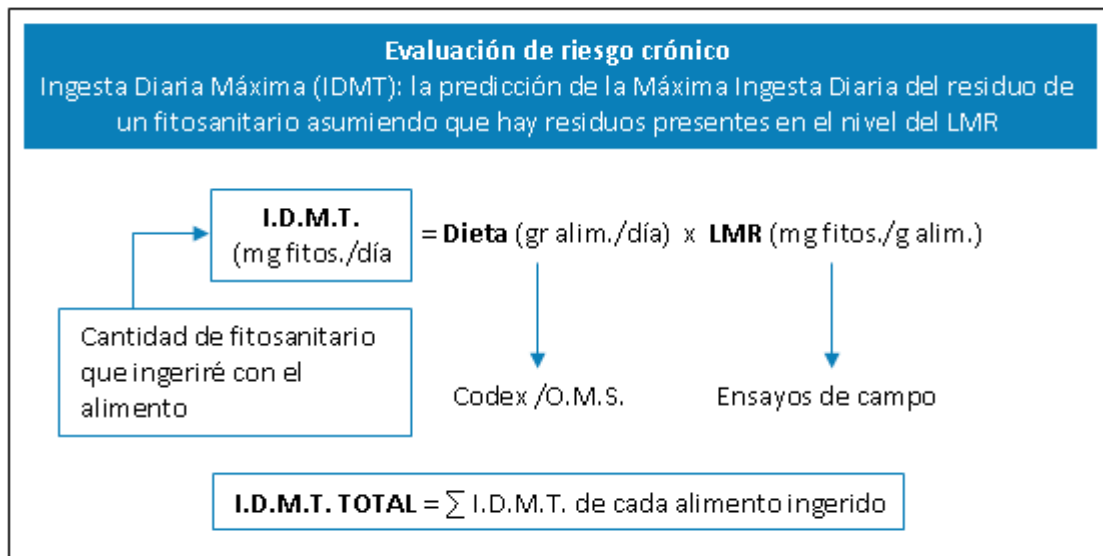 Evaluación de riesgo crónico
Ingesta Diaria Máxima (IDMT): la predicción de la Máxima Ingesta Diaria del residuo de
un fitosanitario asumiendo que hay residuos presentes en el nivel del LMR
I.D.M.T.
(mg fitos./día
= Dieta (gr alim./día) x LMR (mg fitos./g alim.)
Cantidad de fitosanitario
que ingeriré con el
alimento
Codex /O.M.S.
Ensayos de campo
I.D.M.T. TOTAL = ∑ I.D.M.T. de cada alimento ingerido